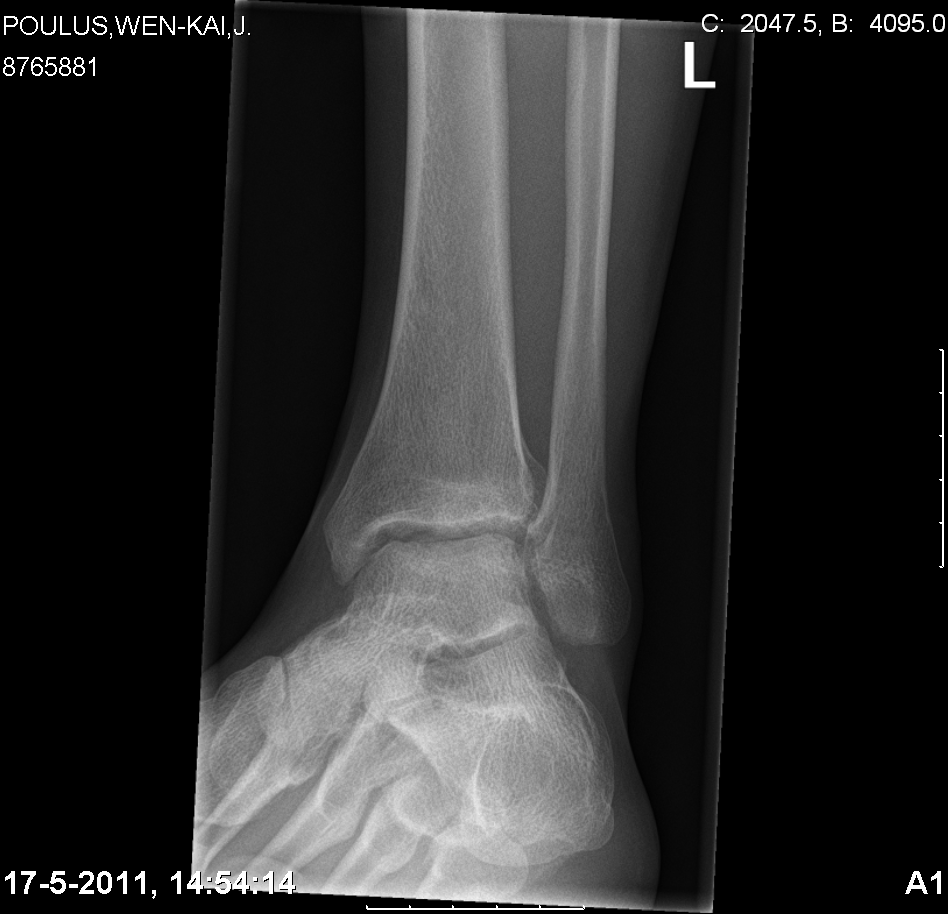 POULUS,WEN-KAI,J.
C: 2047.5, B: 4095.0
8765881
L
17-5-2011, 14:54:14
A1